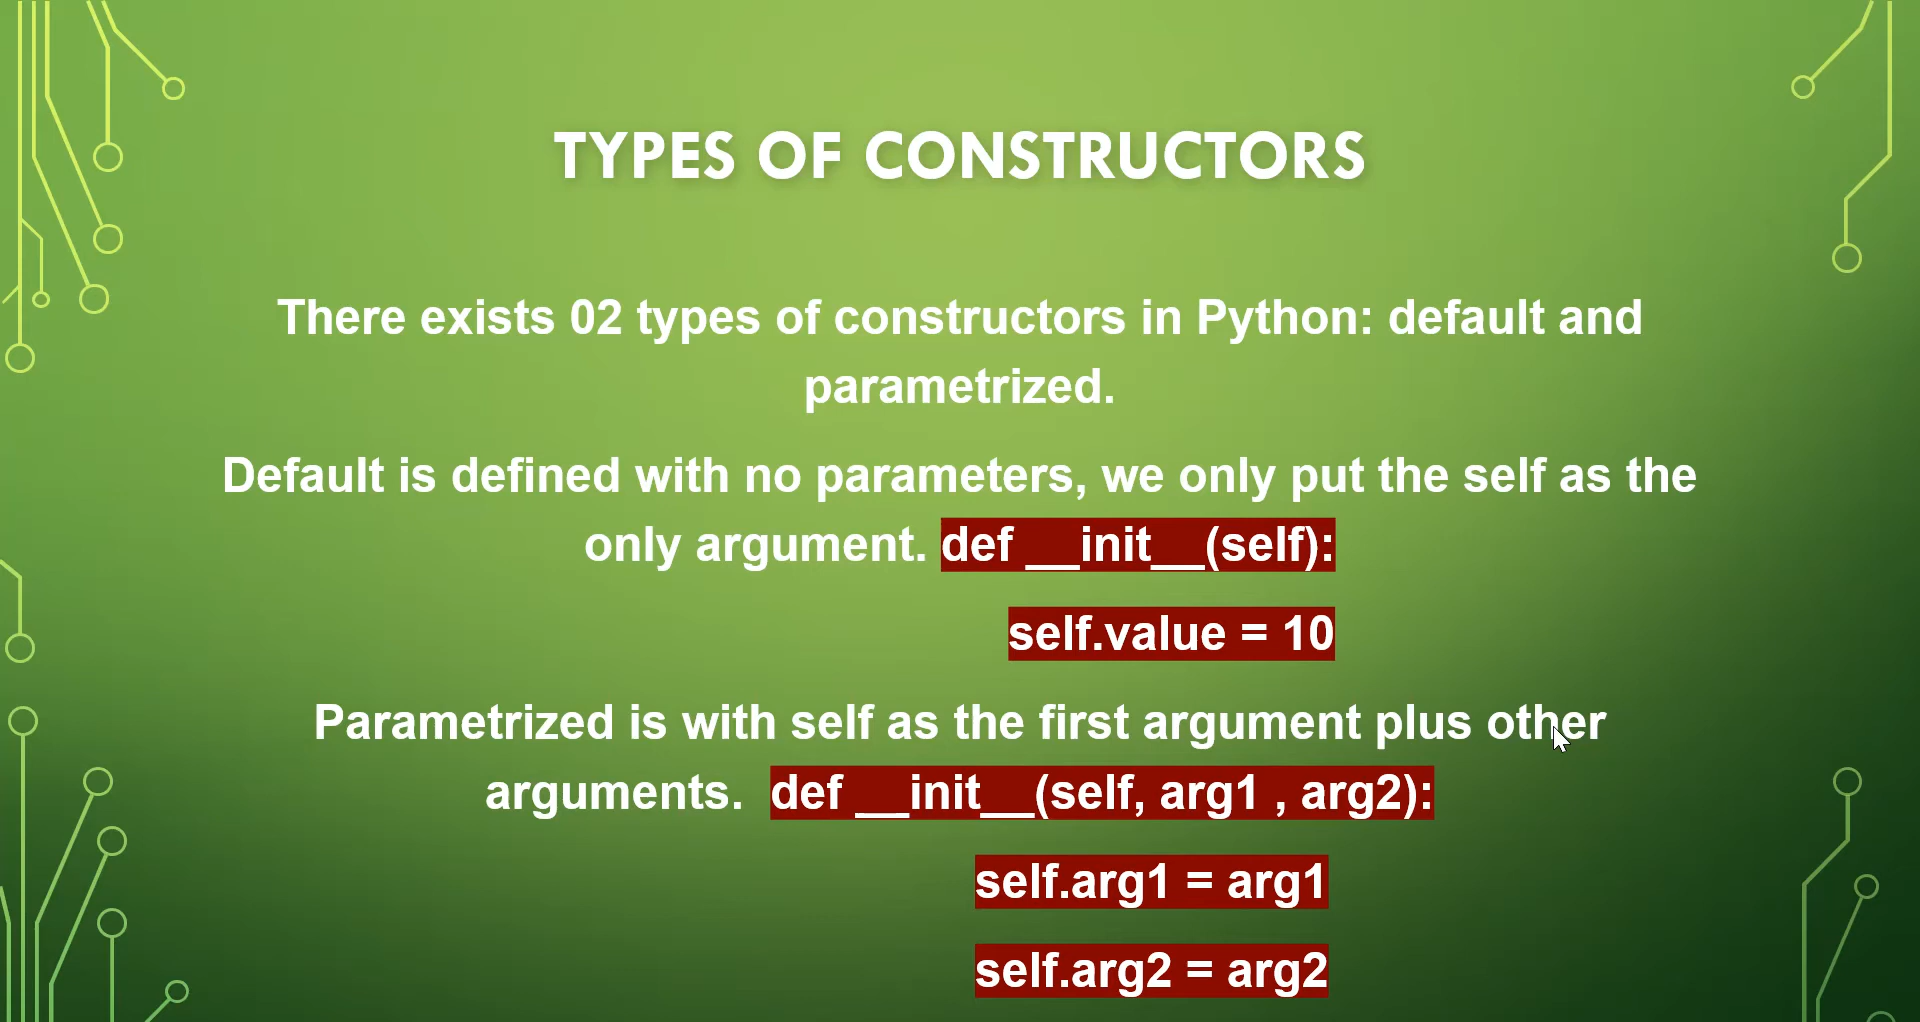 TYPES OF CONSTRUCTORS
There exists 02 types of constructors in Python: default and
parametrized.
Default is defined with no parameters, we only put the self as the
only argument. def __init__(self):
self.value = 10
Parametrized is with self as the first argument plus other
arguments.  def __init__(self, arg1 , arg2):
self.arg1 = arg1
self.arg2 = arg2